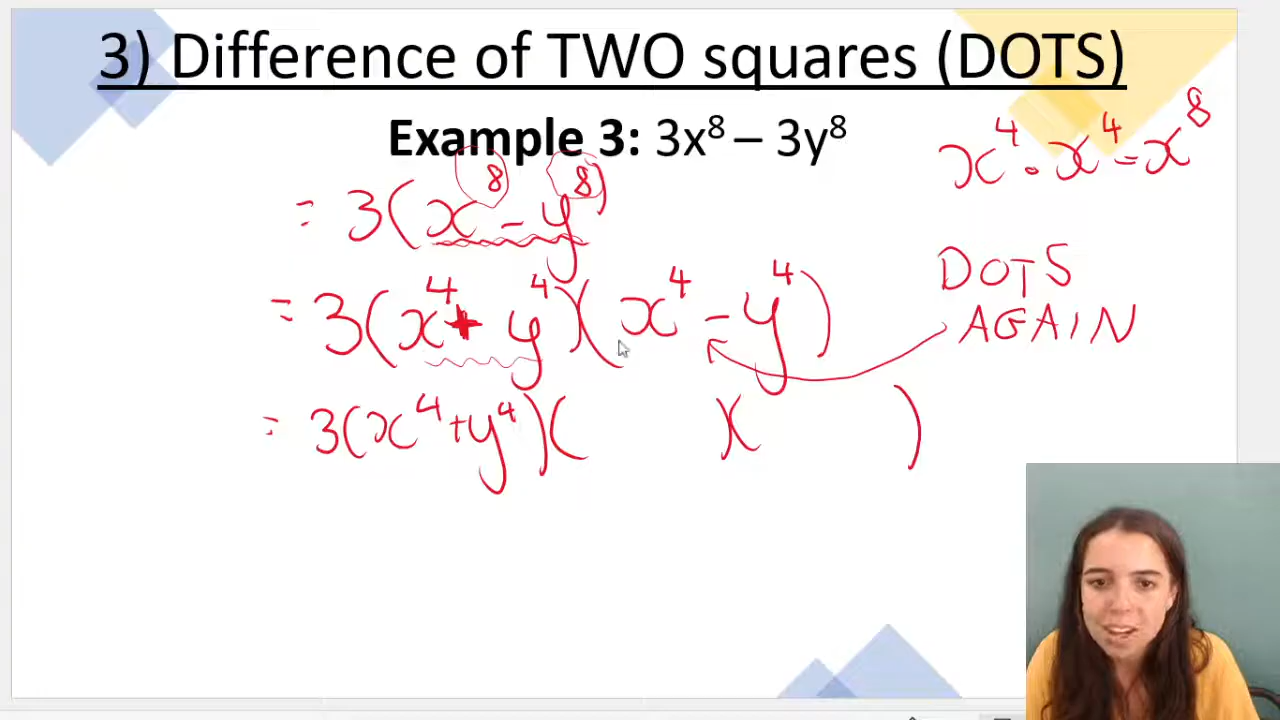 3) Difference of TWO squares (DOTS)
Example 3: 3x⁸ – 3y⁸
x⁴ · x⁴ = x⁸
= 3(x⁸ - y⁸)
= 3(x⁴ + y⁴)(x⁴ - y⁴)
DOTS
AGAIN
= 3(x⁴ + y⁴)( )( )